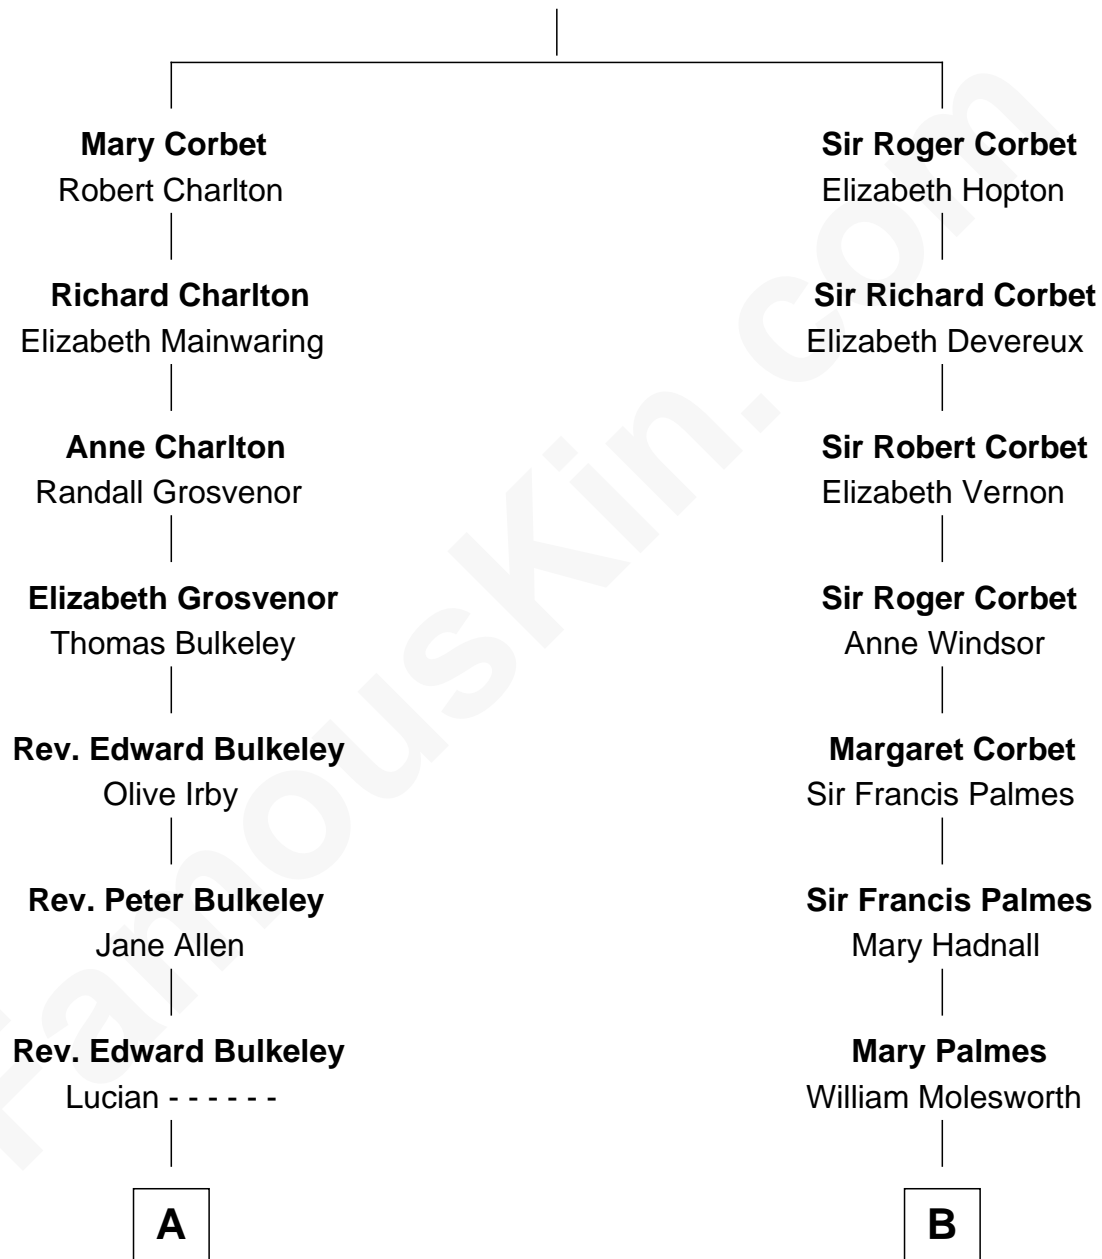 Mary Corbet
Robert Charlton
Richard Charlton
Elizabeth Mainwaring
Anne Charlton
Randall Grosvenor
Elizabeth Grosvenor
Thomas Bulkeley
Rev. Edward Bulkeley
Olive Irby
Rev. Peter Bulkeley
Jane Allen
Rev. Edward Bulkeley
Lucian - - - - - -
A
Sir Roger Corbet
Elizabeth Hopton
Sir Richard Corbet
Elizabeth Devereux
Sir Robert Corbet
Elizabeth Vernon
Sir Roger Corbet
Anne Windsor
Margaret Corbet
Sir Francis Palmes
Sir Francis Palmes
Mary Hadnall
Mary Palmes
William Molesworth
B
FamousKin.com